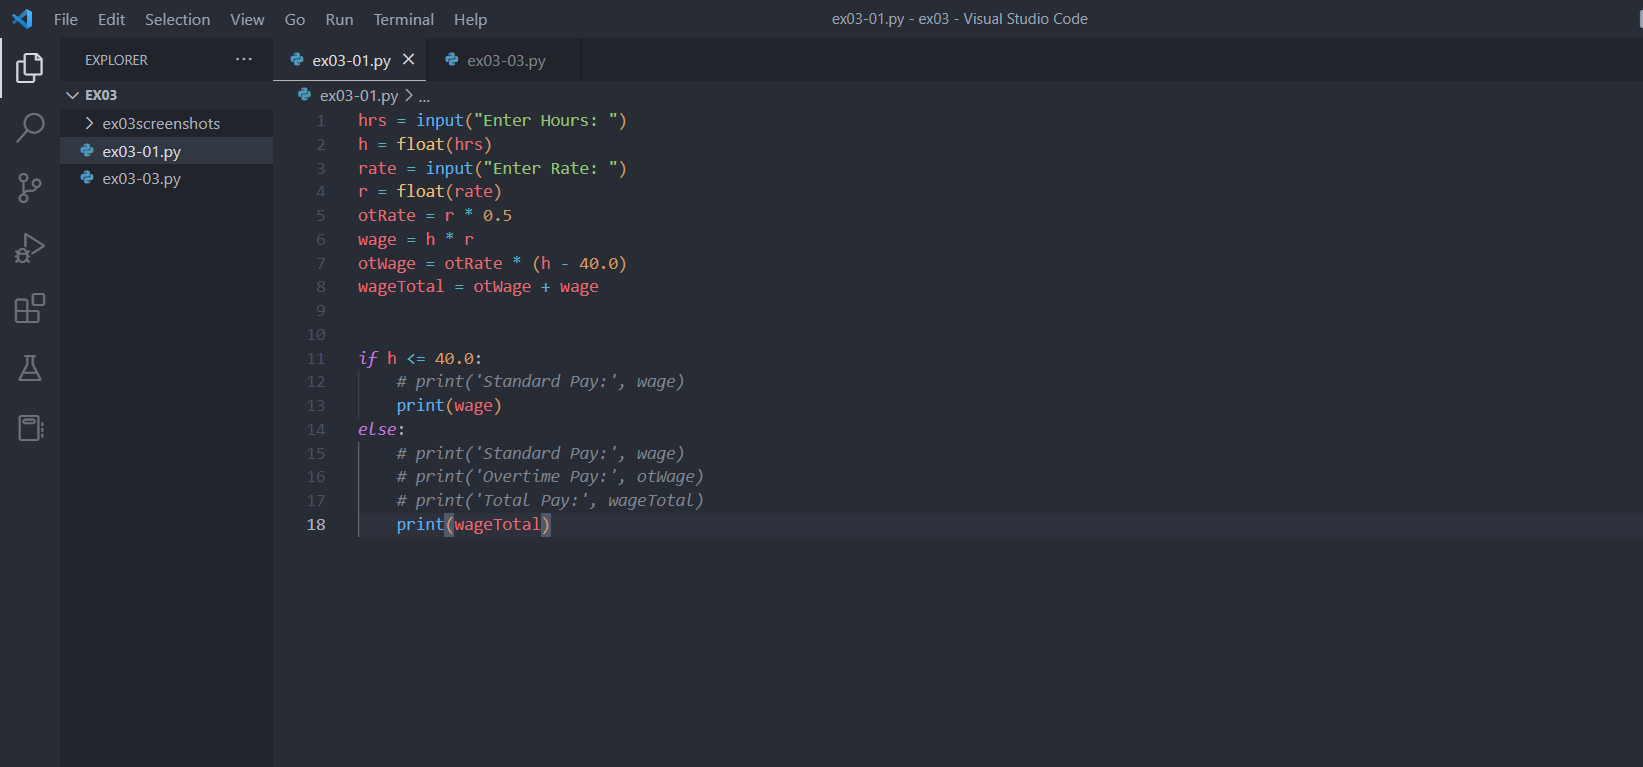 File Edit Selection View Go Run Terminal Help ex03-01.py - ex03 - Visual Studio Code
EXPLORER ...
EX03
ex03screenshots
ex03-01.py
ex03-03.py
ex03-01.py ex03-03.py
ex03-01.py > ...
1 hrs = input("Enter Hours: ")
2 h = float(hrs)
3 rate = input("Enter Rate: ")
4 r = float(rate)
5 otRate = r * 0.5
6 wage = h * r
7 otWage = otRate * (h - 40.0)
8 wageTotal = otWage + wage
9
10
11 if h <= 40.0:
12     # print('Standard Pay:', wage)
13     print(wage)
14 else:
15     # print('Standard Pay:', wage)
16     # print('Overtime Pay:', otWage)
17     # print('Total Pay:', wageTotal)
18     print(wageTotal)